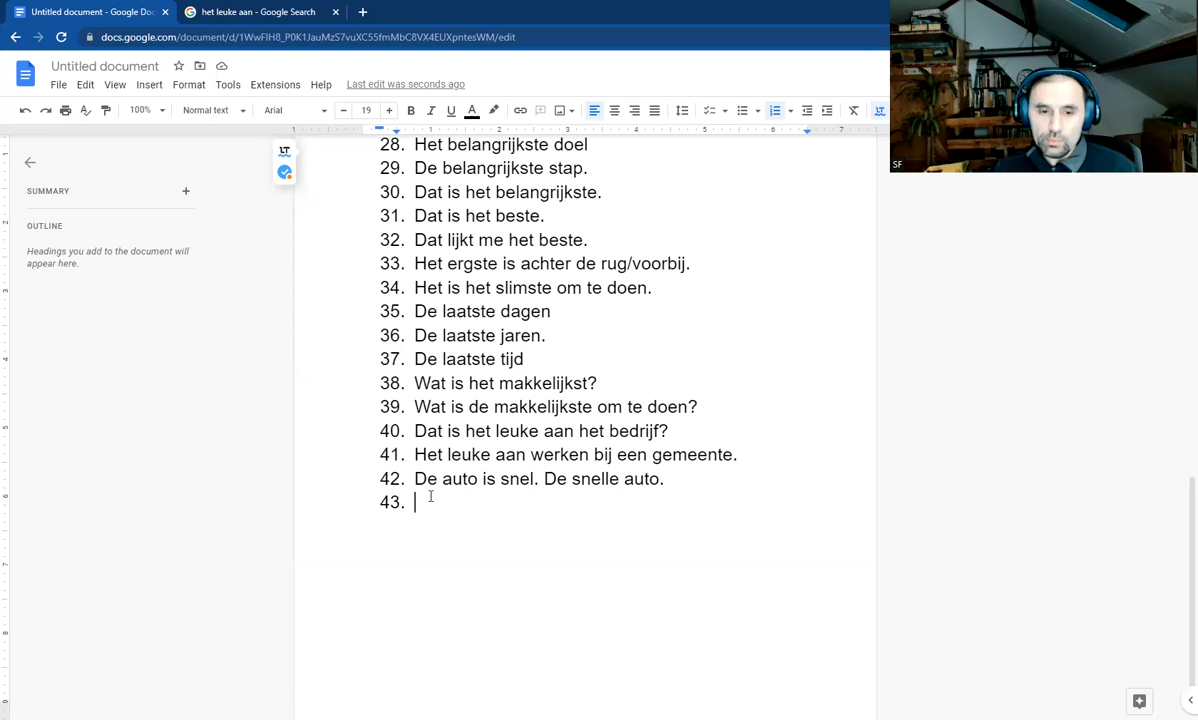 Untitled document - Google Doc
het leuke aan - Google Search
docs.google.com/document/d/1WwFIH8_P0K1JauMzS7vuXC55fmMbC8VX4EUXpntesWM/edit
Untitled document
File Edit View Insert Format Tools Extensions Help Last edit was seconds ago
100% Normal text Arial 19
SUMMARY
OUTLINE
Headings you add to the document will
appear here.
28. Het belangrijkste doel
29. De belangrijkste stap.
30. Dat is het belangrijkste.
31. Dat is het beste.
32. Dat lijkt me het beste.
33. Het ergste is achter de rug/voorbij.
34. Het is het slimste om te doen.
35. De laatste dagen
36. De laatste jaren.
37. De laatste tijd
38. Wat is het makkelijkst?
39. Wat is de makkelijkste om te doen?
40. Dat is het leuke aan het bedrijf?
41. Het leuke aan werken bij een gemeente.
42. De auto is snel. De snelle auto.
43.
SF